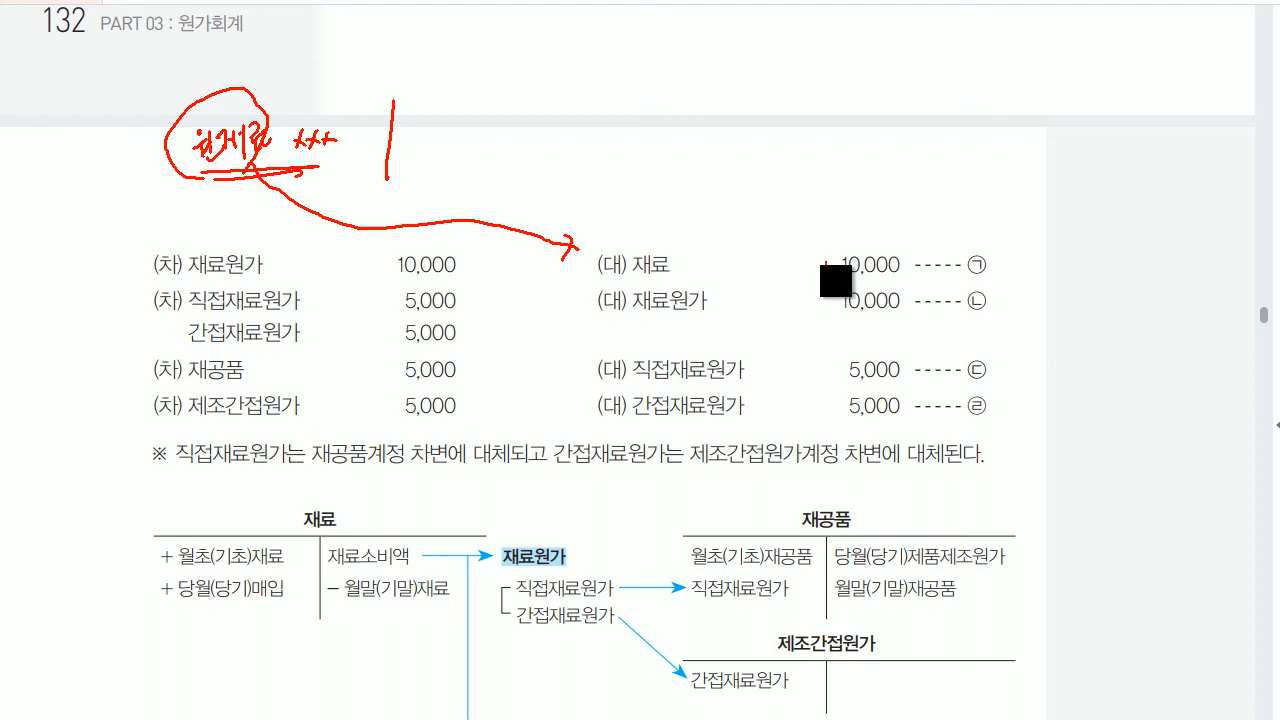 132 PART 03 : 원가회계
원재료 xxx
(차) 재료원가 10,000 (대) 재료 10,000 ----- ㉠
(차) 직접재료원가 5,000 (대) 재료원가 10,000 ----- ㉡
간접재료원가 5,000
(차) 재공품 5,000 (대) 직접재료원가 5,000 ----- ㉢
(차) 제조간접원가 5,000 (대) 간접재료원가 5,000 ----- ㉣
※ 직접재료원가는 재공품계정 차변에 대체되고 간접재료원가는 제조간접원가계정 차변에 대체된다.
재료 재공품
+ 월초(기초)재료 재료소비액 재료원가 월초(기초)재공품 당월(당기)제품제조원가
+ 당월(당기)매입 − 월말(기말)재료 직접재료원가 직접재료원가 월말(기말)재공품
간접재료원가
제조간접원가
간접재료원가